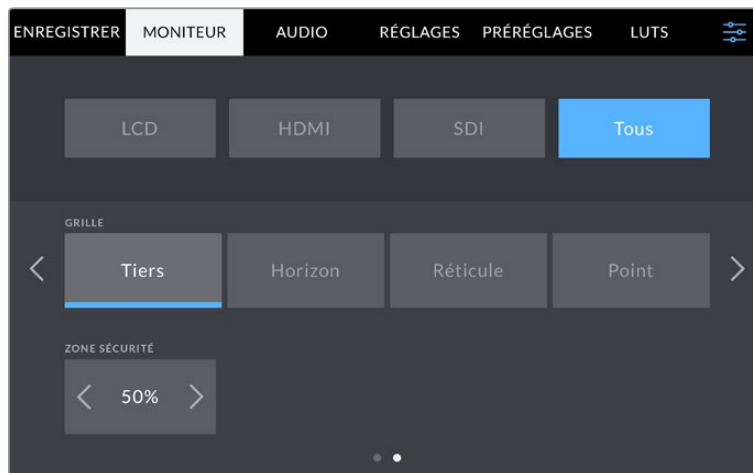 ENREGISTRER MONITEUR AUDIO RÉGLAGES PRÉRÉGLAGES LUTS
LCD HDMI SDI Tous
GRILLE
Tiers Horizon Réticule Point
ZONE SÉCURITÉ
50%